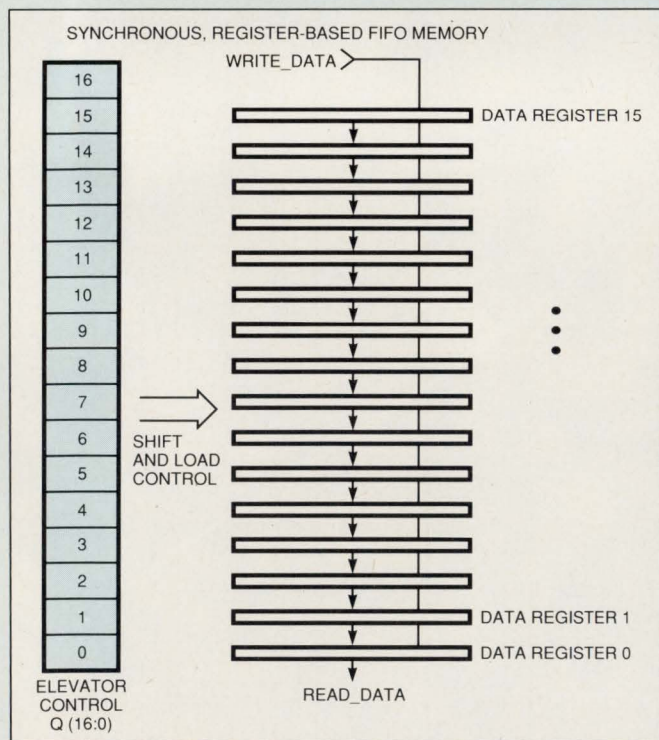 SYNCHRONOUS, REGISTER-BASED FIFO MEMORY
WRITE_DATA
16
15
14
13
12
11
10
9
8
7
6
5
4
3
2
1
0
DATA REGISTER 15
SHIFT
AND LOAD
CONTROL
DATA REGISTER 1
DATA REGISTER 0
ELEVATOR
CONTROL
Q (16:0)
READ_DATA